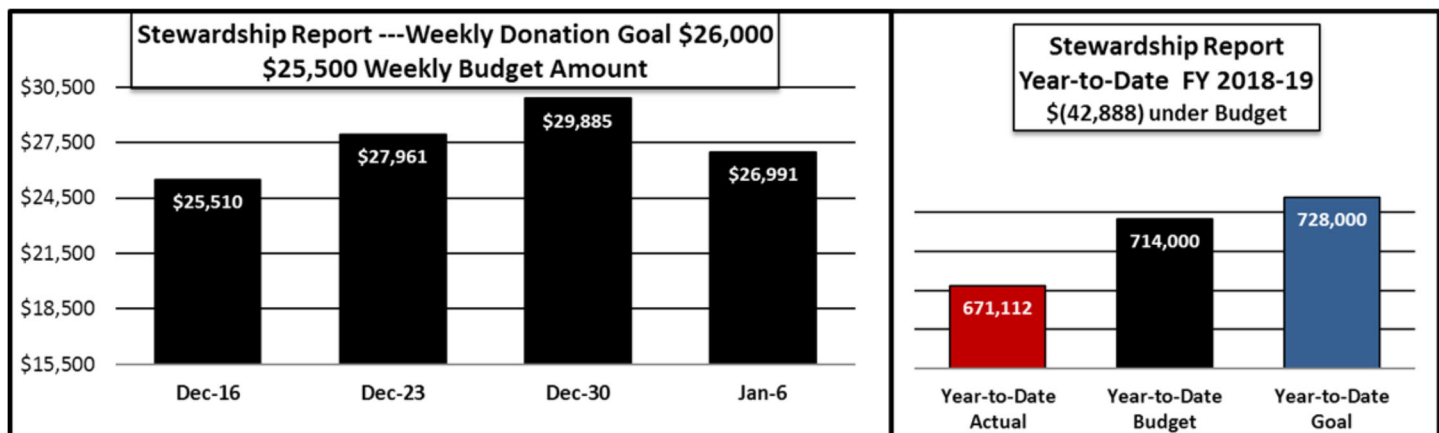 Stewardship Report ---Weekly Donation Goal $26,000
$25,500 Weekly Budget Amount
$30,500
$27,500
$24,500
$21,500
$18,500
$15,500
$25,510
$27,961
$29,885
$26,991
Dec-16
Dec-23
Dec-30
Jan-6
Stewardship Report
Year-to-Date FY 2018-19
$(42,888) under Budget
671,112
714,000
728,000
Year-to-Date
Actual
Year-to-Date
Budget
Year-to-Date
Goal